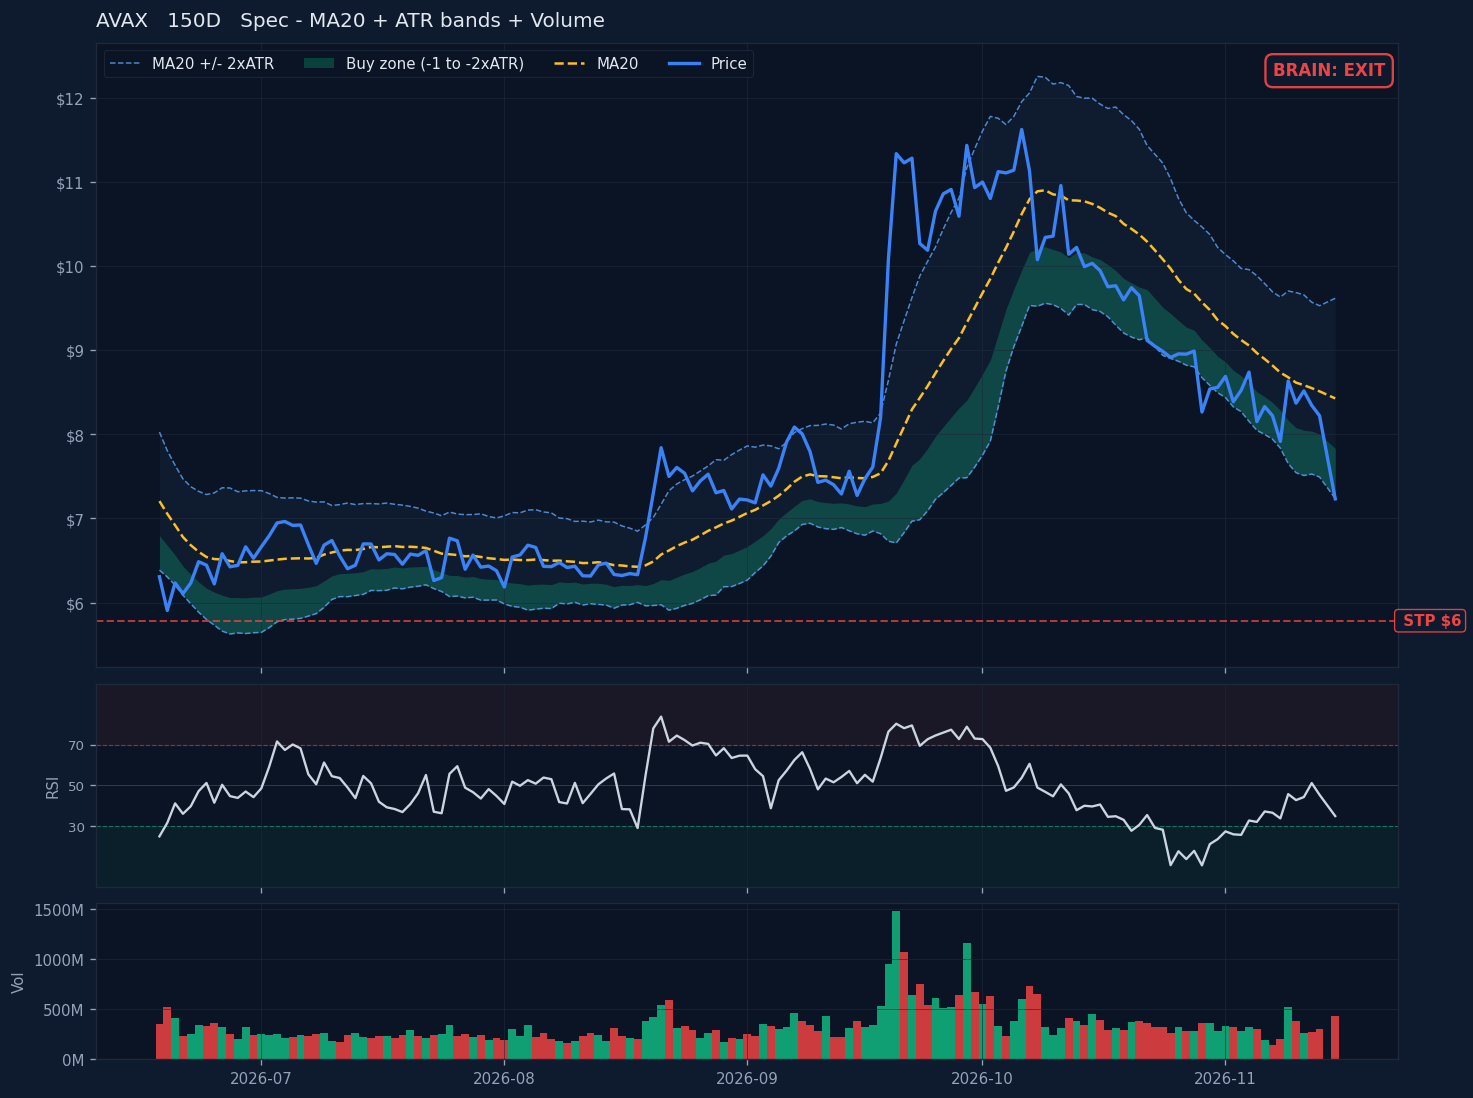 AVAX 150D Spec - MA20 + ATR bands + Volume
MA20 +/- 2xATR
Buy zone (-1 to -2xATR)
MA20
Price
BRAIN: EXIT
$12
$11
$10
$9
$8
$7
$6
STP $6
RSI
70
50
30
Vol
1500M
1000M
500M
0M
2026-07
2026-08
2026-09
2026-10
2026-11